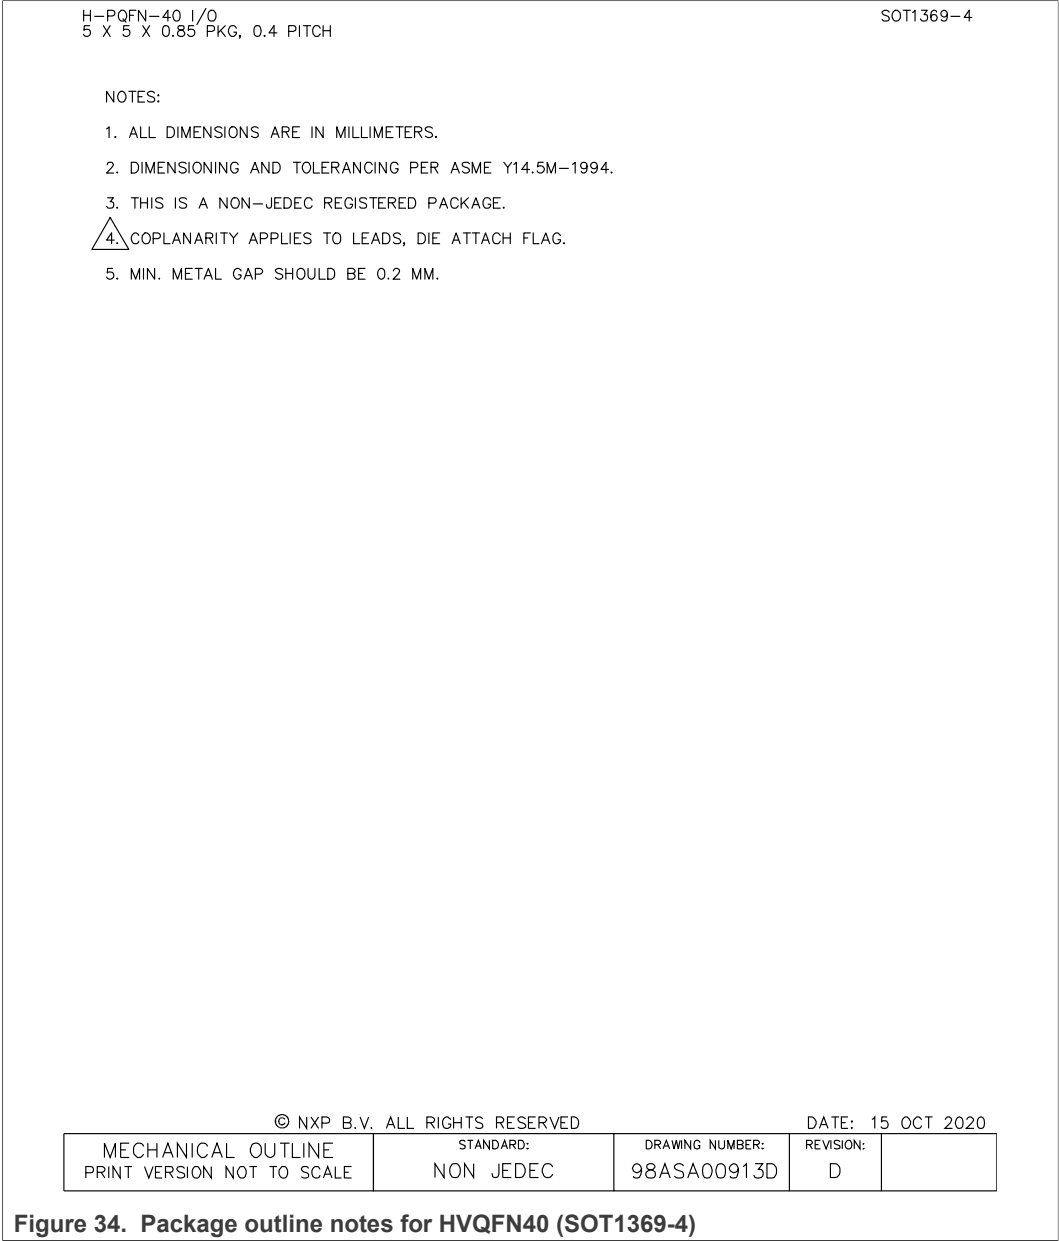 H-PQFN-40 I/O
SOT1369-4
5 X 5 X 0.85 PKG, 0.4 PITCH
NOTES:
1. ALL DIMENSIONS ARE IN MILLIMETERS.
2. DIMENSIONING AND TOLERANCING PER ASME Y14.5M-1994.
3. THIS IS A NON-JEDEC REGISTERED PACKAGE.
4. COPLANARITY APPLIES TO LEADS, DIE ATTACH FLAG.
5. MIN. METAL GAP SHOULD BE 0.2 MM.
© NXP B.V. ALL RIGHTS RESERVED
DATE: 15 OCT 2020
MECHANICAL OUTLINE
PRINT VERSION NOT TO SCALE
STANDARD:
NON JEDEC
DRAWING NUMBER:
98ASA00913D
REVISION:
D
Figure 34. Package outline notes for HVQFN40 (SOT1369-4)